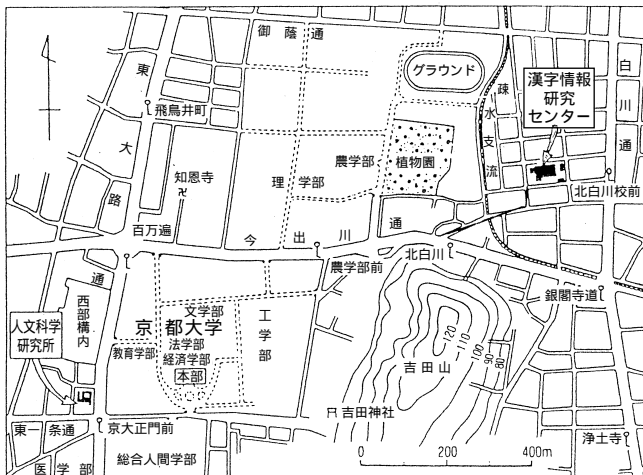 御蔭通
東大路通
飛鳥井町
知恩寺
百万遍
理学部
農学部
植物園
グラウンド
疎水支流
漢字情報
研究
センター
白川通
北白川校前
今出川通
農学部前
北白川
銀閣寺道
西部構内
人文科学
研究所
文学部
京都大学
法学部
経済学部
教育学部
本部
工学部
120
110
100
90
80
吉田山
吉田神社
東一条通
京大正門前
医学部
総合人間学部
浄土寺
0 200 400m